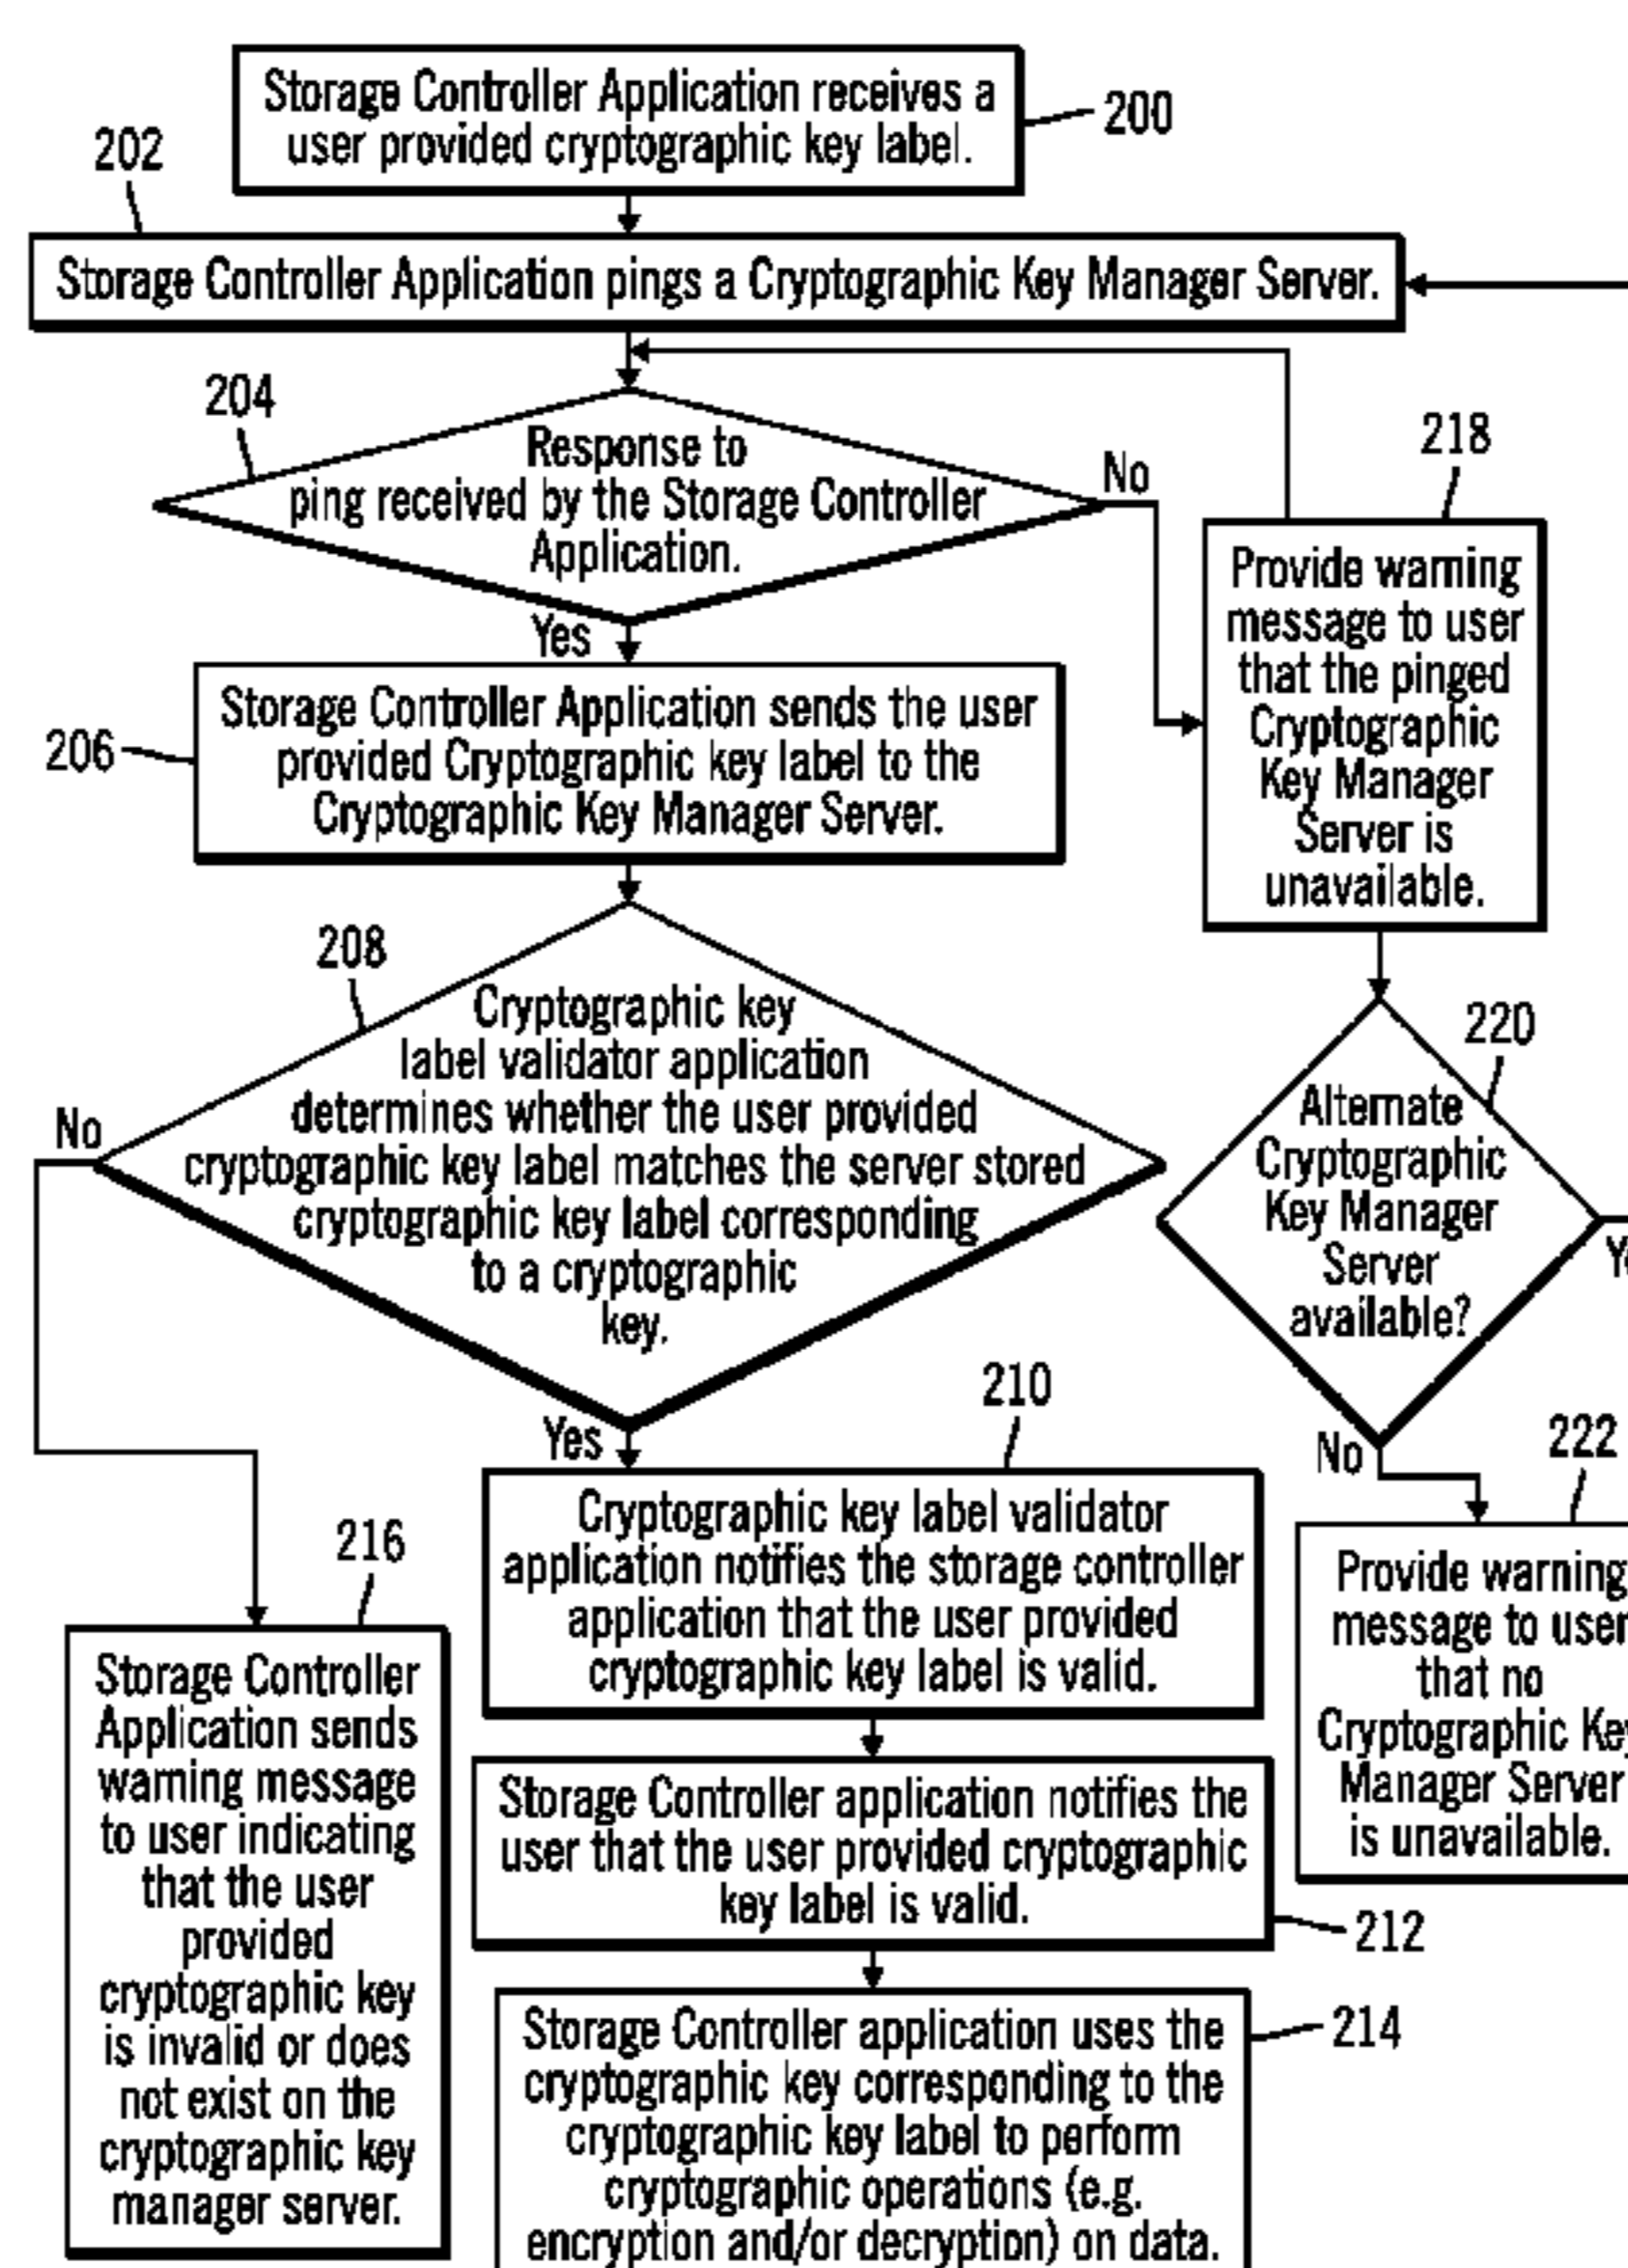 Storage Controller Application receives a
user provided cryptographic key label.
200
202
Storage Controller Application pings a Cryptographic Key Manager Server.
204
Response to
ping received by the Storage Controller
Application.
No
Yes
218
Provide warning
message to user
that the pinged
Cryptographic
Key Manager
Server is
unavailable.
206
Storage Controller Application sends the user
provided Cryptographic key label to the
Cryptographic Key Manager Server.
208
Cryptographic key
label validator application
determines whether the user provided
cryptographic key label matches the server stored
cryptographic key label corresponding
to a cryptographic
key.
No
Yes
220
Alternate
Cryptographic
Key Manager
Server
available?
No
210
Cryptographic key label validator
application notifies the storage controller
application that the user provided
cryptographic key label is valid.
222
Provide warning
message to user
that no
Cryptographic Key
Manager Server
is unavailable.
216
Storage Controller
Application sends
warning message
to user indicating
that the user
provided
cryptographic key
is invalid or does
not exist on the
cryptographic key
manager server.
Storage Controller application notifies the
user that the user provided cryptographic
key label is valid.
212
Storage Controller application uses the
cryptographic key corresponding to the
cryptographic key label to perform
cryptographic operations (e.g.
encryption and/or decryption) on data.
214